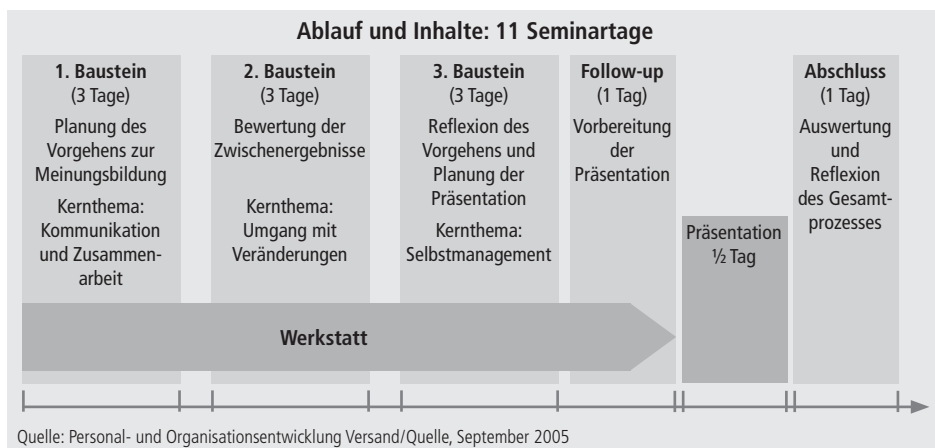 Ablauf und Inhalte: 11 Seminartage
1. Baustein
(3 Tage)
Planung des
Vorgehens zur
Meinungsbildung
Kernthema:
Kommunikation
und Zusammen-
arbeit
2. Baustein
(3 Tage)
Bewertung der
Zwischenergebnisse
Kernthema:
Umgang mit
Veränderungen
3. Baustein
(3 Tage)
Reflexion des
Vorgehens und
Planung der
Präsentation
Kernthema:
Selbstmanagement
Follow-up
(1 Tag)
Vorbereitung
der
Präsentation
Präsentation
½ Tag
Abschluss
(1 Tag)
Auswertung
und
Reflexion
des Gesamt-
prozesses
Werkstatt
Quelle: Personal- und Organisationsentwicklung Versand/Quelle, September 2005